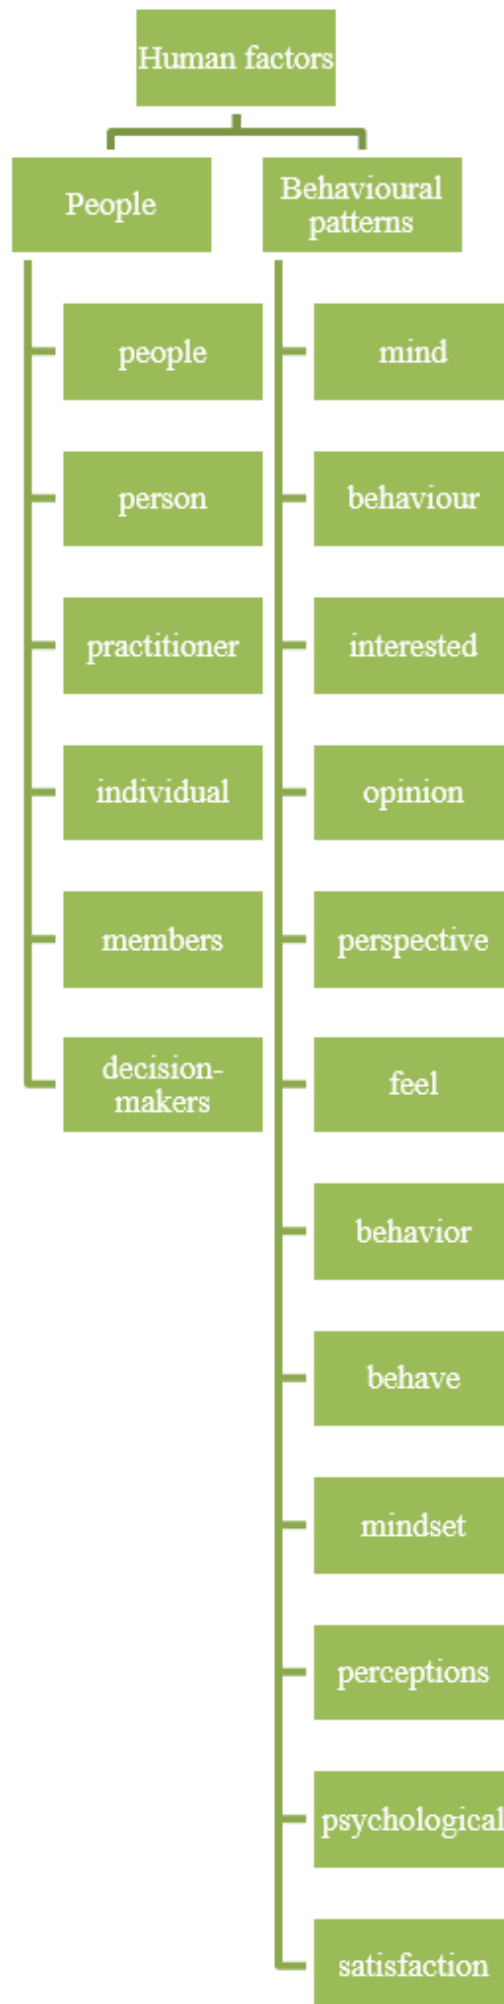 Human factors
People
Behavioural
patterns
people
person
practitioner
individual
members
decision-
makers
mind
behaviour
interested
opinion
perspective
feel
behavior
behave
mindset
perceptions
psychological
satisfaction